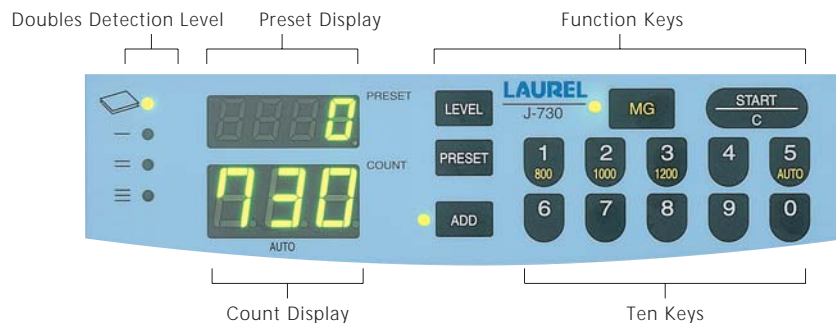 Doubles Detection Level
Preset Display
Function Keys
0
PRESET
730
COUNT
AUTO
LEVEL
PRESET
ADD
LAUREL
J-730
MG
START
C
1 2 3 4 5
800 1000 1200 AUTO
6 7 8 9 0
Count Display
Ten Keys